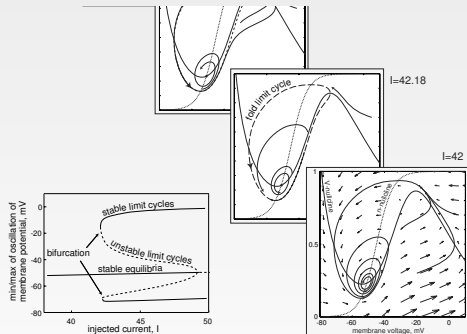 I=42.18
fold limit cycle
I=42
V-nullcline
n-nullcline
1
0.5
0
-80
-60
-40
-20
0
membrane voltage, mV
min/max of oscillation of
membrane potential, mV
0
-20
-40
-60
-80
stable limit cycles
bifurcation
unstable limit cycles
stable equilibria
40
45
50
injected current, I